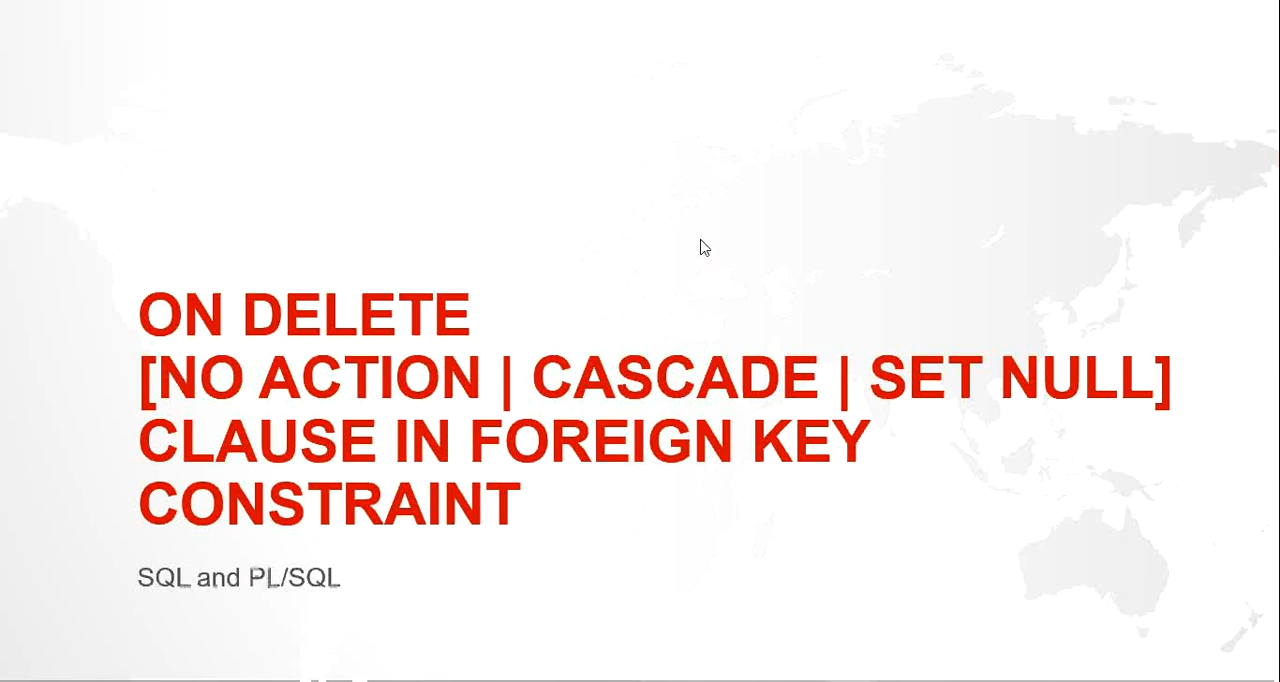 ON DELETE
[NO ACTION | CASCADE | SET NULL]
CLAUSE IN FOREIGN KEY
CONSTRAINT
SQL and PL/SQL